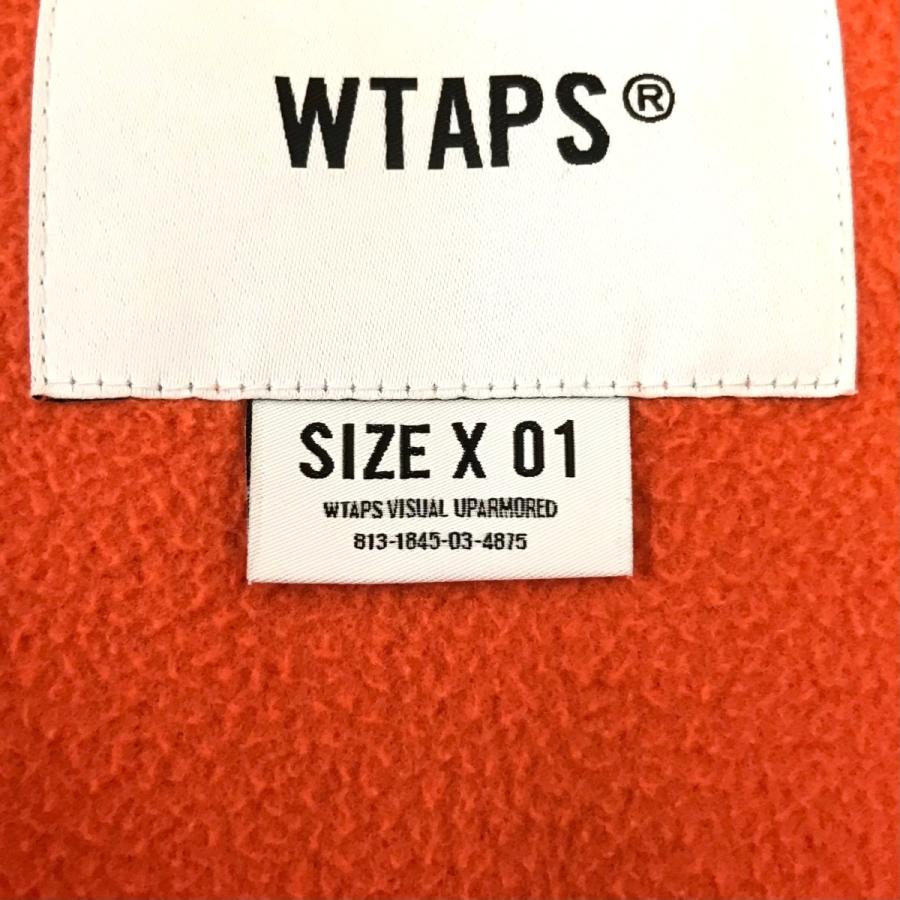 WTAPS®
SIZE X 01
WTAPS VISUAL UPARMORED
813-1845-03-4875